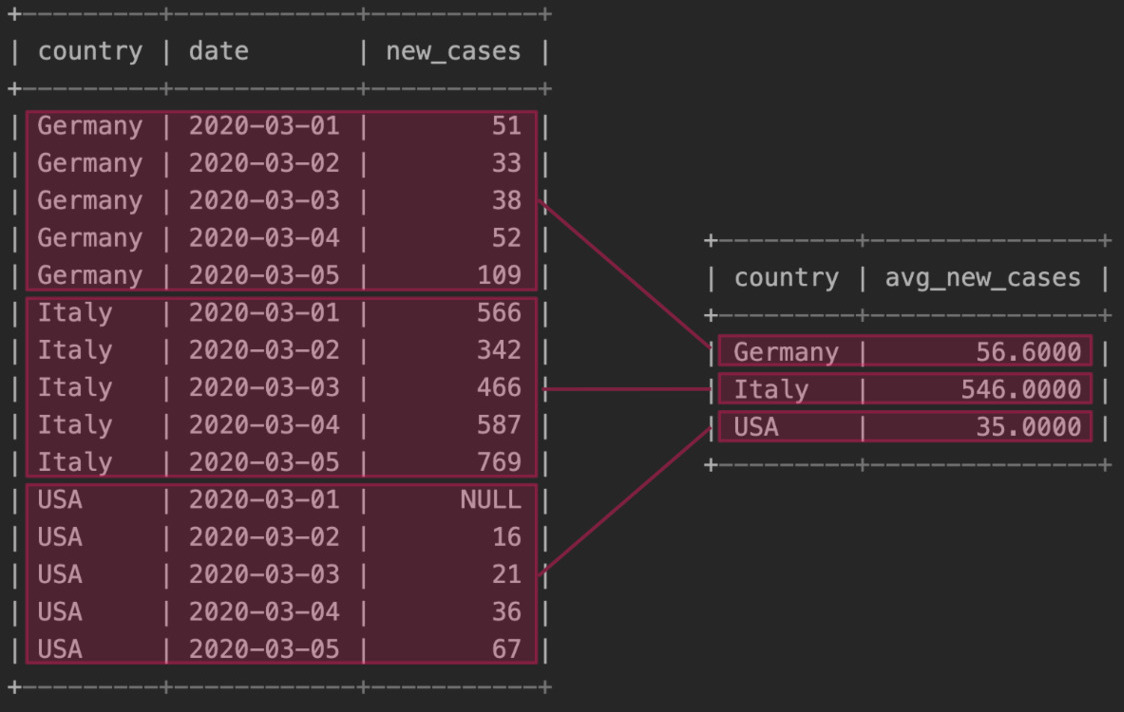 +---------+------------+-----------+
| country | date       | new_cases |
+---------+------------+-----------+
| Germany | 2020-03-01 |        51 |
| Germany | 2020-03-02 |        33 |
| Germany | 2020-03-03 |        38 |
| Germany | 2020-03-04 |        52 |
| Germany | 2020-03-05 |       109 |
| Italy   | 2020-03-01 |       566 |
| Italy   | 2020-03-02 |       342 |
| Italy   | 2020-03-03 |       466 |
| Italy   | 2020-03-04 |       587 |
| Italy   | 2020-03-05 |       769 |
| USA     | 2020-03-01 |      NULL |
| USA     | 2020-03-02 |        16 |
| USA     | 2020-03-03 |        21 |
| USA     | 2020-03-04 |        36 |
| USA     | 2020-03-05 |        67 |
+---------+------------+-----------+
+---------+---------------+
| country | avg_new_cases |
+---------+---------------+
| Germany |       56.6000 |
| Italy   |      546.0000 |
| USA     |       35.0000 |
+---------+---------------+